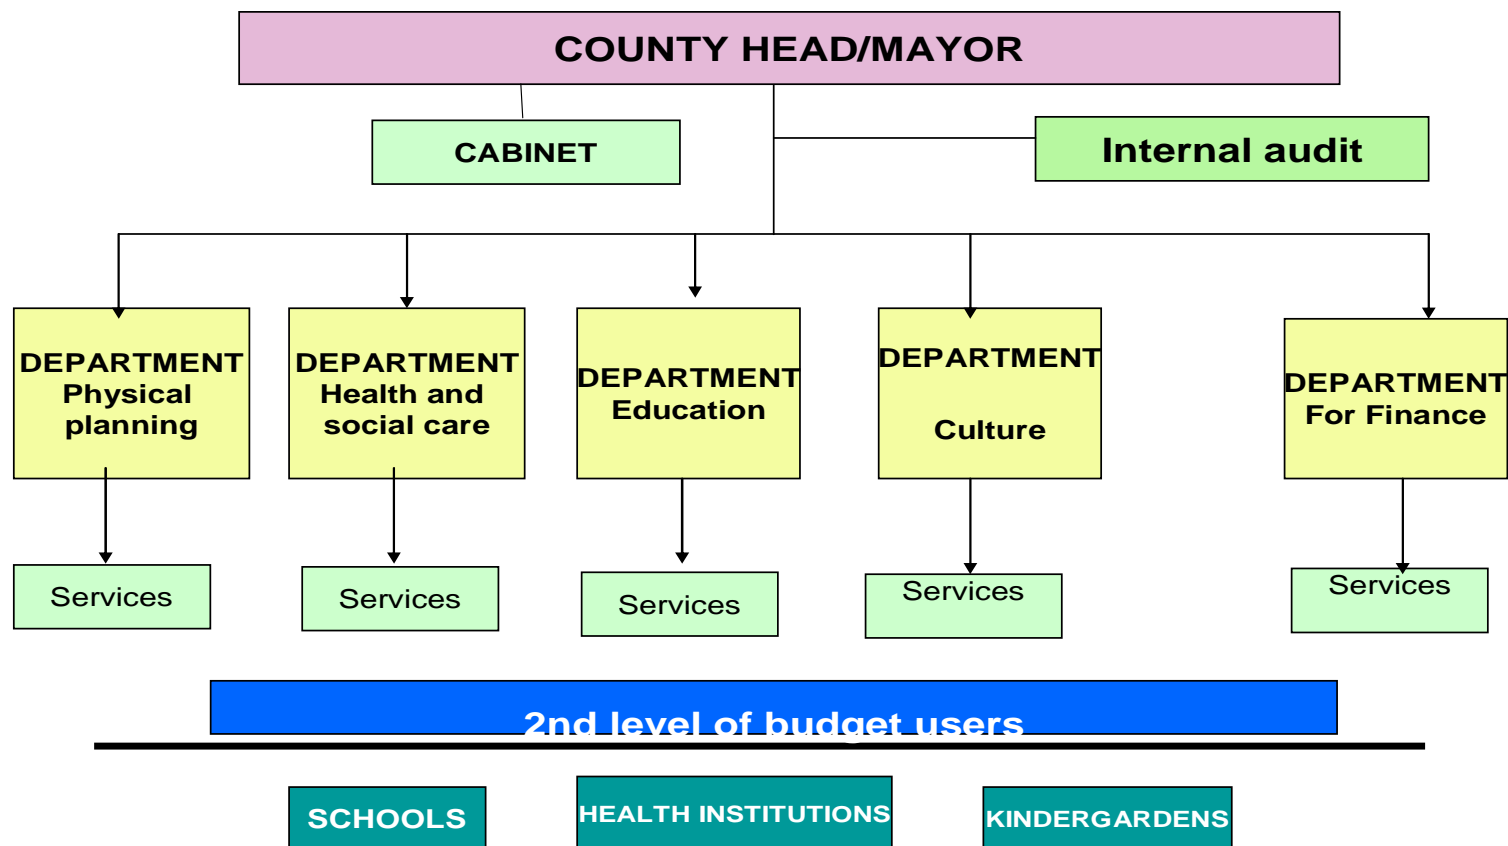 COUNTY HEAD/MAYOR
CABINET
Internal audit
DEPARTMENT
Physical
planning
DEPARTMENT
Health and
social care
DEPARTMENT
Education
DEPARTMENT
Culture
DEPARTMENT
For Finance
Services
Services
Services
Services
Services
2nd level of budget users
SCHOOLS
HEALTH INSTITUTIONS
KINDERGARDENS